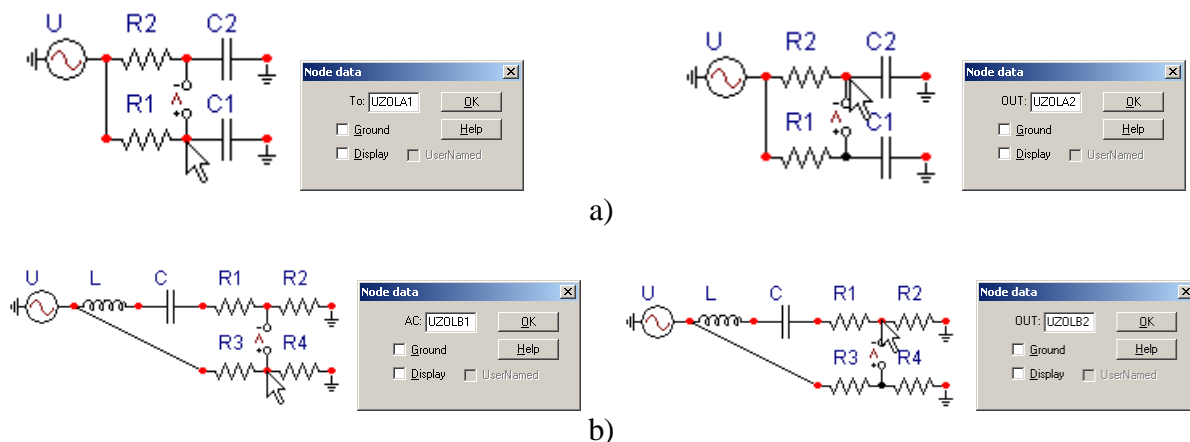 U
R2
C2
R1
C1
Node data
To: UZOLA1
OK
Ground
Help
Display
UserNamed
U
R2
C2
R1
C1
Node data
OUT: UZOLA2
OK
Ground
Help
Display
UserNamed
a)
U
L
C
R1
R2
R3
R4
Node data
AC: UZOLB1
OK
Ground
Help
Display
UserNamed
U
L
C
R1
R2
R3
R4
Node data
OUT: UZOLB2
OK
Ground
Help
Display
UserNamed
b)